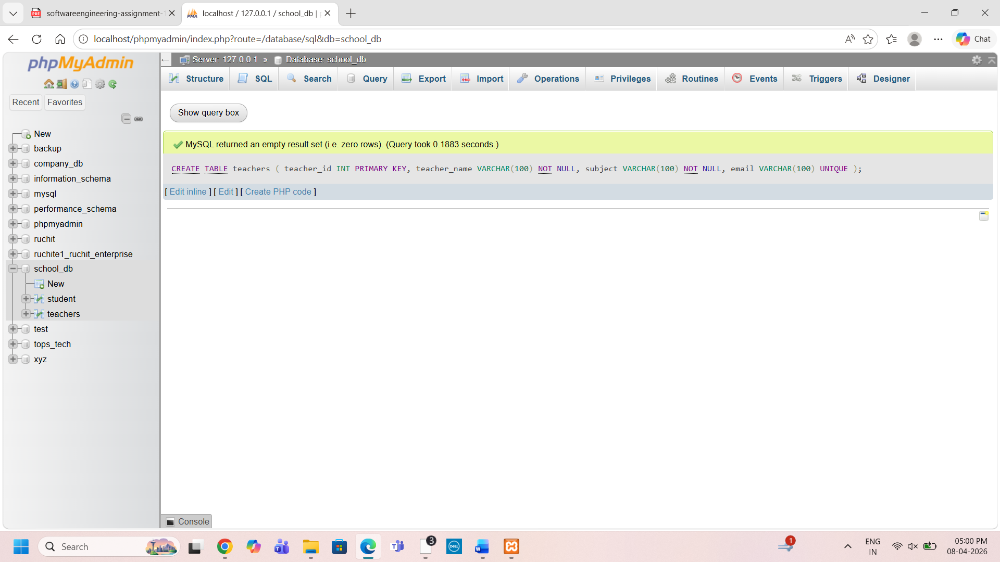 softwareengineering-assignment-1
localhost / 127.0.0.1 / school_db |
localhost/phpmyadmin/index.php?route=/database/sql&db=school_db
Chat
phpMyAdmin
Recent
Favorites
New
backup
company_db
information_schema
mysql
performance_schema
phpmyadmin
ruchit
ruchite1_ruchit_enterprise
school_db
New
student
teachers
test
tops_tech
xyz
Server: 127.0.0.1 » Database: school_db
Structure SQL Search Query Export Import Operations Privileges Routines Events Triggers Designer
Show query box
MySQL returned an empty result set (i.e. zero rows). (Query took 0.1883 seconds.)
CREATE TABLE teachers ( teacher_id INT PRIMARY KEY, teacher_name VARCHAR(100) NOT NULL, subject VARCHAR(100) NOT NULL, email VARCHAR(100) UNIQUE );
[ Edit inline ] [ Edit ] [ Create PHP code ]
Console
Search
3
DELL
1
ENG
IN
05:00 PM
08-04-2026